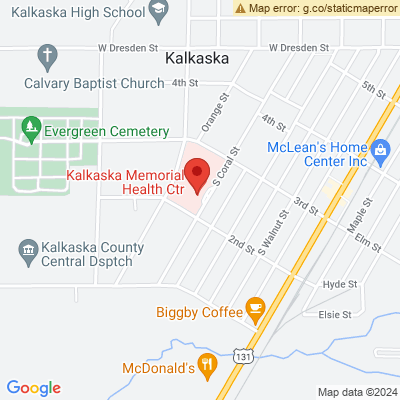 Kalkaska High School
Map error: g.co/staticmaperror
W Dresden St
W Dresden St
Kalkaska
Calvary Baptist Church
4th St
5th St
Orange St
4th St
Evergreen Cemetery
McLean's Home
Center Inc
Kalkaska Memorial
Health Ctr
S Coral St
3rd St
Maple St
S Walnut St
Elm St
2nd St
Kalkaska County
Central Dsptch
Hyde St
Elsie St
Biggby Coffee
131
McDonald's
Google
Map data ©2024